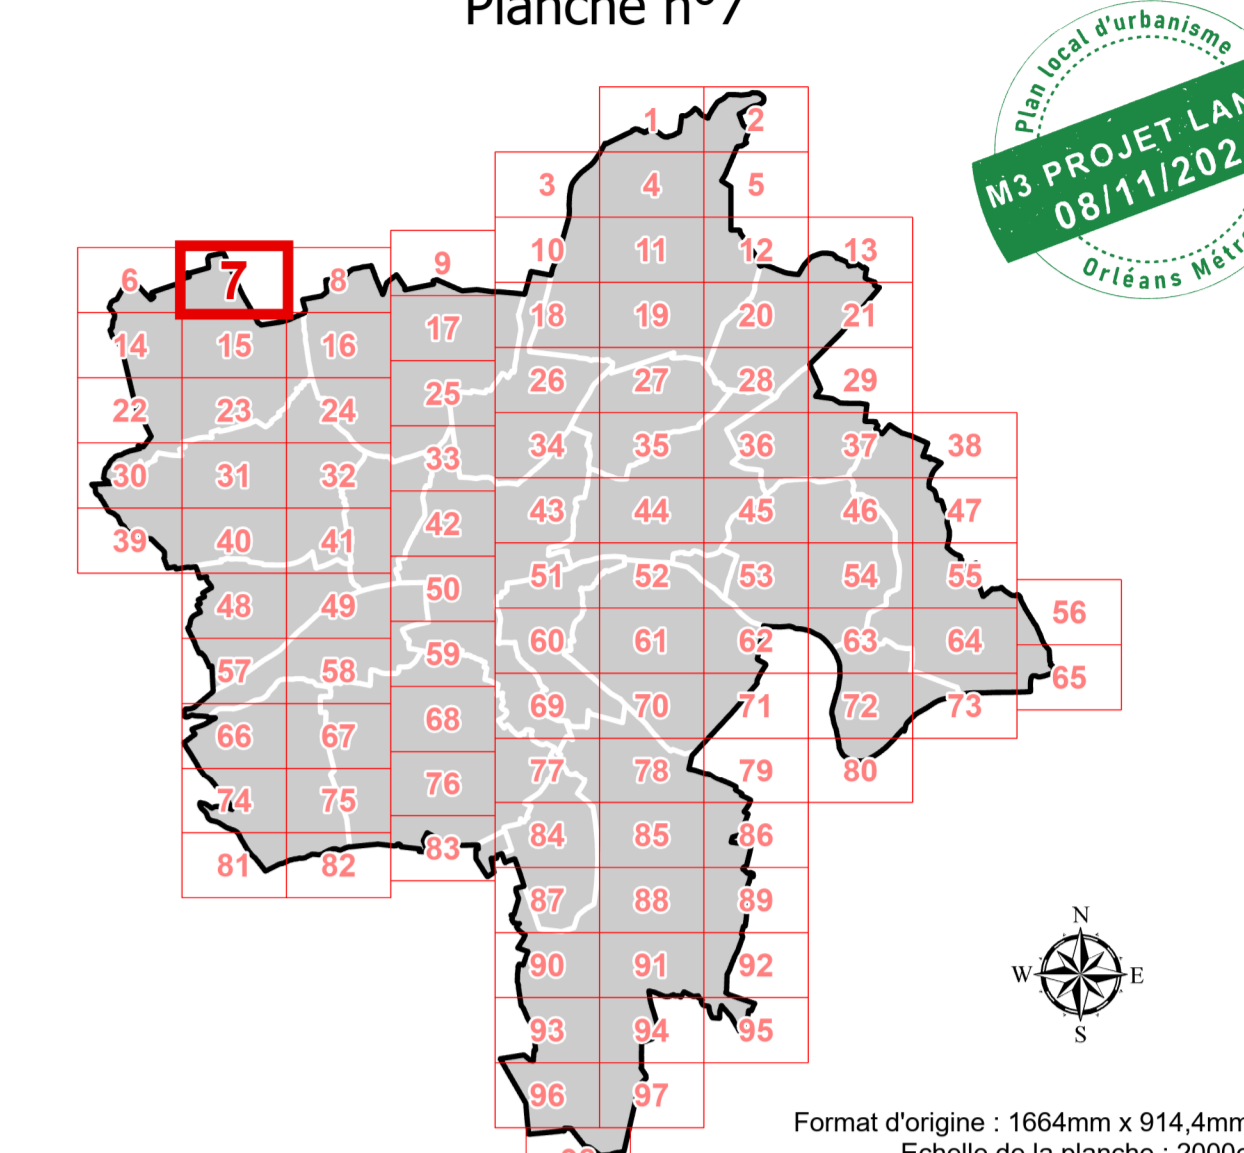 Planche n°7
Plan local d'urbanisme
M3 PROJET
08/11/202
Orléans
1 2
3 4 5
6 7 8 9 10 11 12 13
14 15 16 17 18 19 20 21
22 23 24 25 26 27 28 29
30 31 32 33 34 35 36 37 38
39 40 41 42 43 44 45 46 47
48 49 50 51 52 53 54 55 56
57 58 59 60 61 62 63 64 65
66 67 68 69 70 71 72 73
74 75 76 77 78 79 80
81 82 83 84 85 86
87 88 89
90 91 92
93 94 95
96 97
N
W E
S
Format d'origine : 1664mm x 914,4mm
Echelle de la planche : 2000